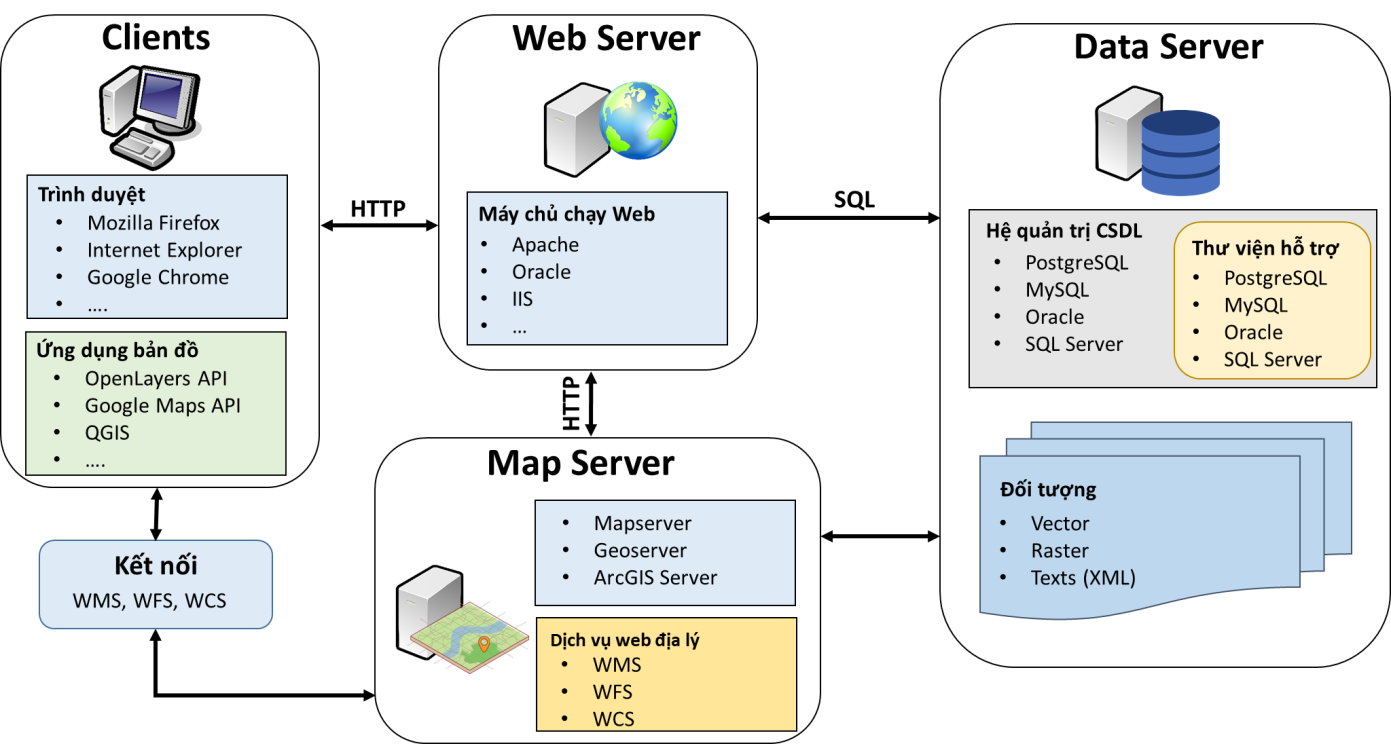 Clients
Trình duyệt
• Mozilla Firefox
• Internet Explorer
• Google Chrome
• ....
Ứng dụng bản đồ
• OpenLayers API
• Google Maps API
• QGIS
• ....
Kết nối
WMS, WFS, WCS
HTTP
Web Server
Máy chủ chạy Web
• Apache
• Oracle
• IIS
• ...
HTTP
Map Server
• Mapserver
• Geoserver
• ArcGIS Server
Dịch vụ web địa lý
• WMS
• WFS
• WCS
SQL
Data Server
Hệ quản trị CSDL
• PostgreSQL
• MySQL
• Oracle
• SQL Server
Thư viện hỗ trợ
• PostgreSQL
• MySQL
• Oracle
• SQL Server
Đối tượng
• Vector
• Raster
• Texts (XML)